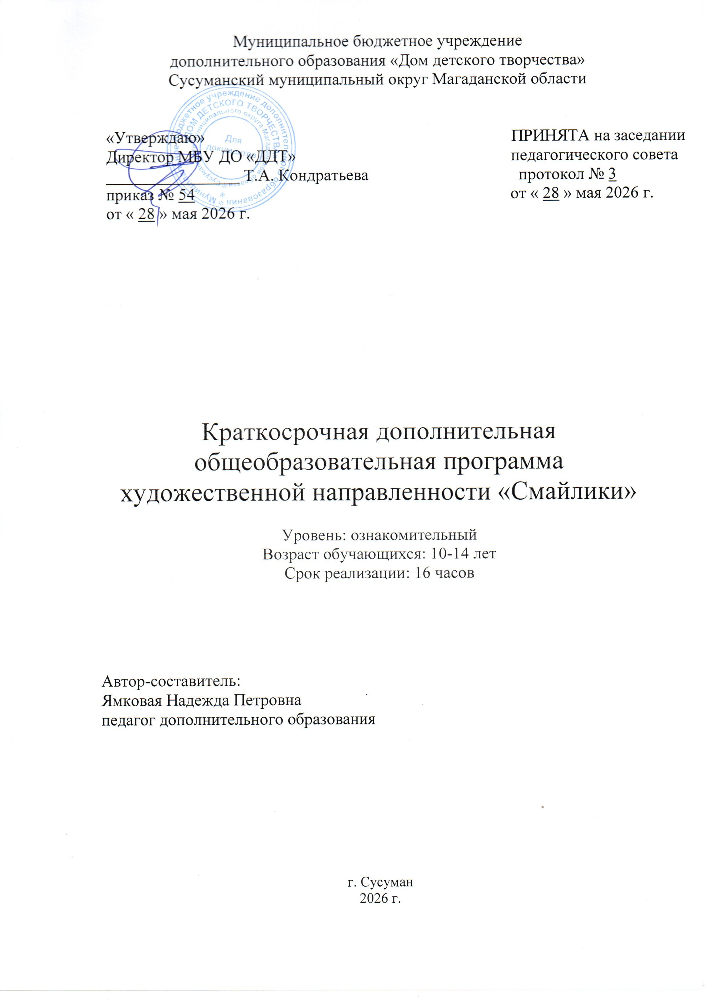 Муниципальное бюджетное учреждение
дополнительного образования «Дом детского творчества»
Сусуманский муниципальный округ Магаданской области
«Утверждаю»
Директор МБУ ДО «ДДТ»
Т.А. Кондратьева
приказ № 54
от « 28 » мая 2026 г.
ПРИНЯТА на заседании
педагогического совета
протокол № 3
от « 28 » мая 2026 г.
бюджетное учреждение дополнительного образования * Муниципальное
ДОМ ДЕТСКОГО ТВОРЧЕСТВА
муниципального округа Магаданской области * Сусуман
Для
документов
Краткосрочная дополнительная
общеобразовательная программа
художественной направленности «Смайлики»
Уровень: ознакомительный
Возраст обучающихся: 10-14 лет
Срок реализации: 16 часов
Автор-составитель:
Ямковая Надежда Петровна
педагог дополнительного образования
г. Сусуман
2026 г.